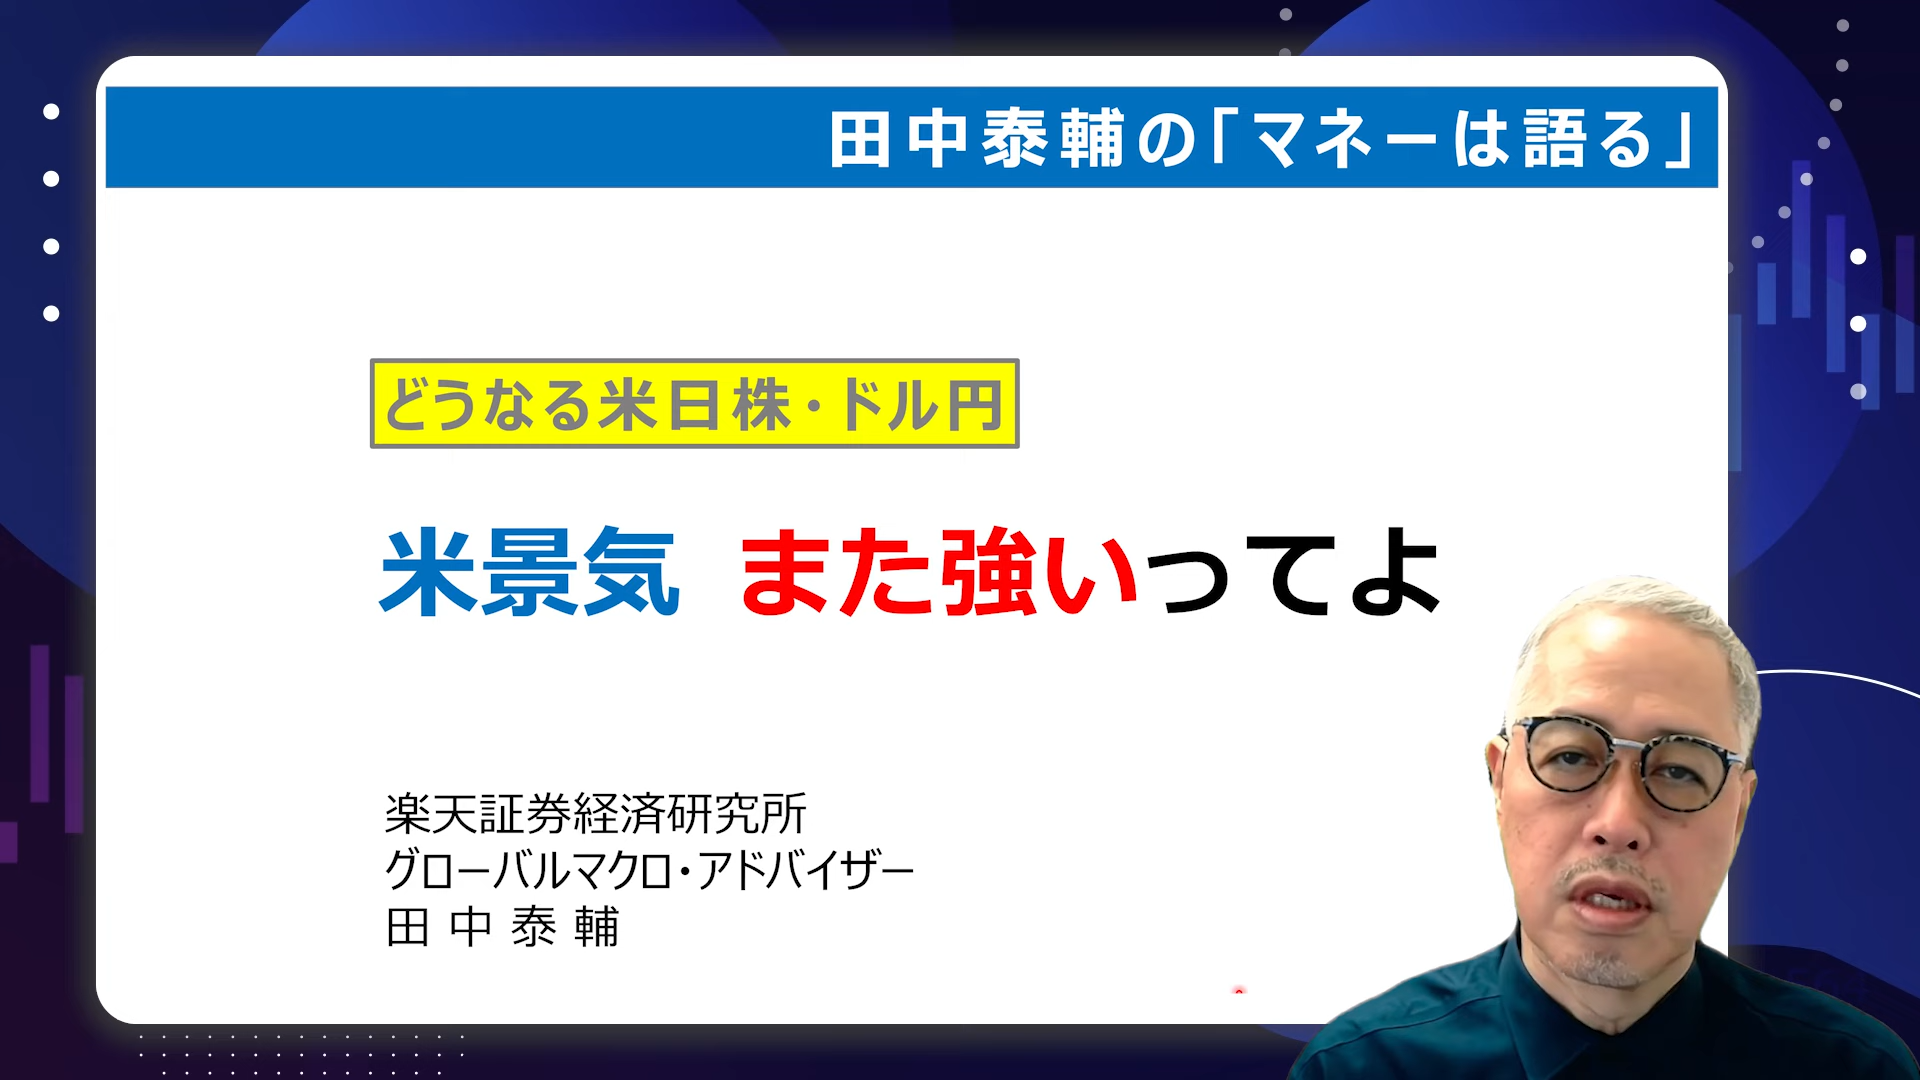 田中泰輔の「マネーは語る」
どうなる米日株・ドル円
米景気 また強いってよ
楽天証券経済研究所
グローバルマクロ・アドバイザー
田中泰輔